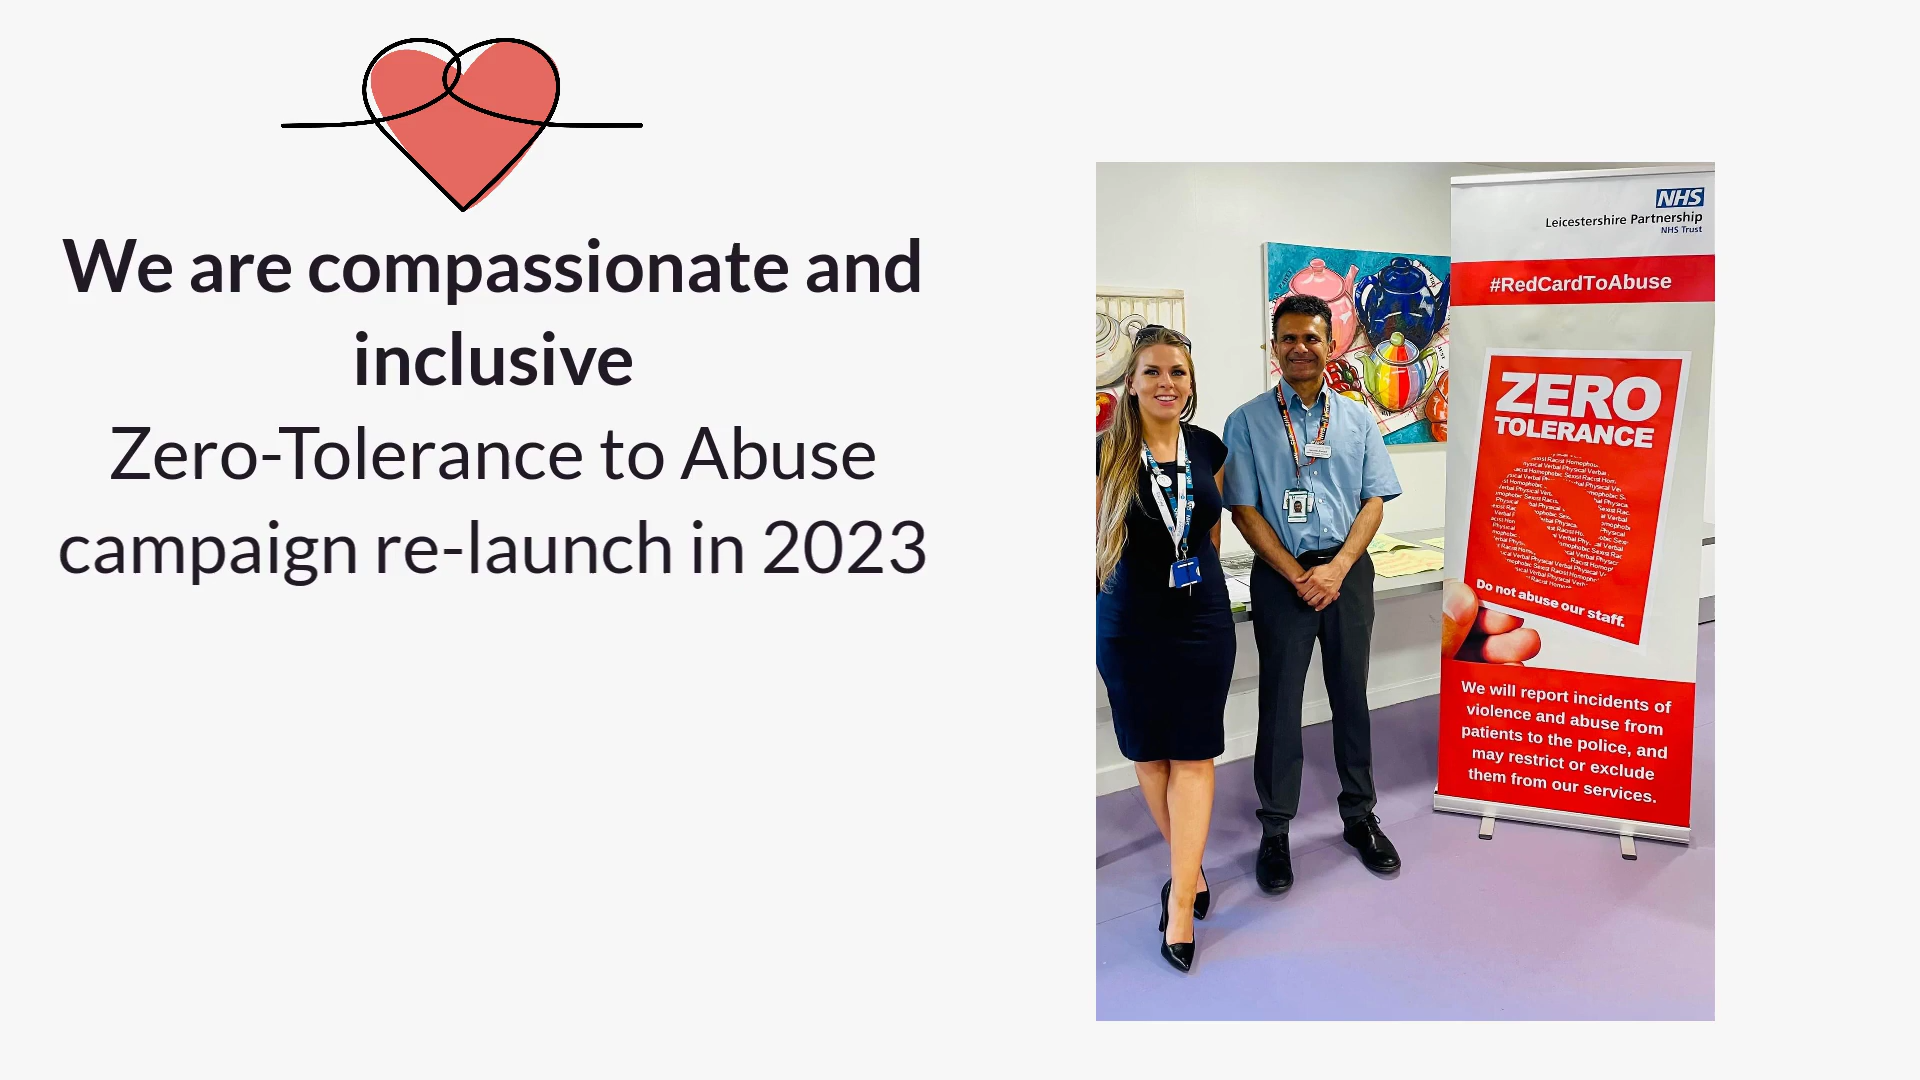 We are compassionate and
inclusive
Zero-Tolerance to Abuse
campaign re-launch in 2023
NHS
Leicestershire Partnership
NHS Trust
#RedCardToAbuse
ZERO
TOLERANCE
Do not abuse our staff.
We will report incidents of
violence and abuse from
patients to the police, and
may restrict or exclude
them from our services.